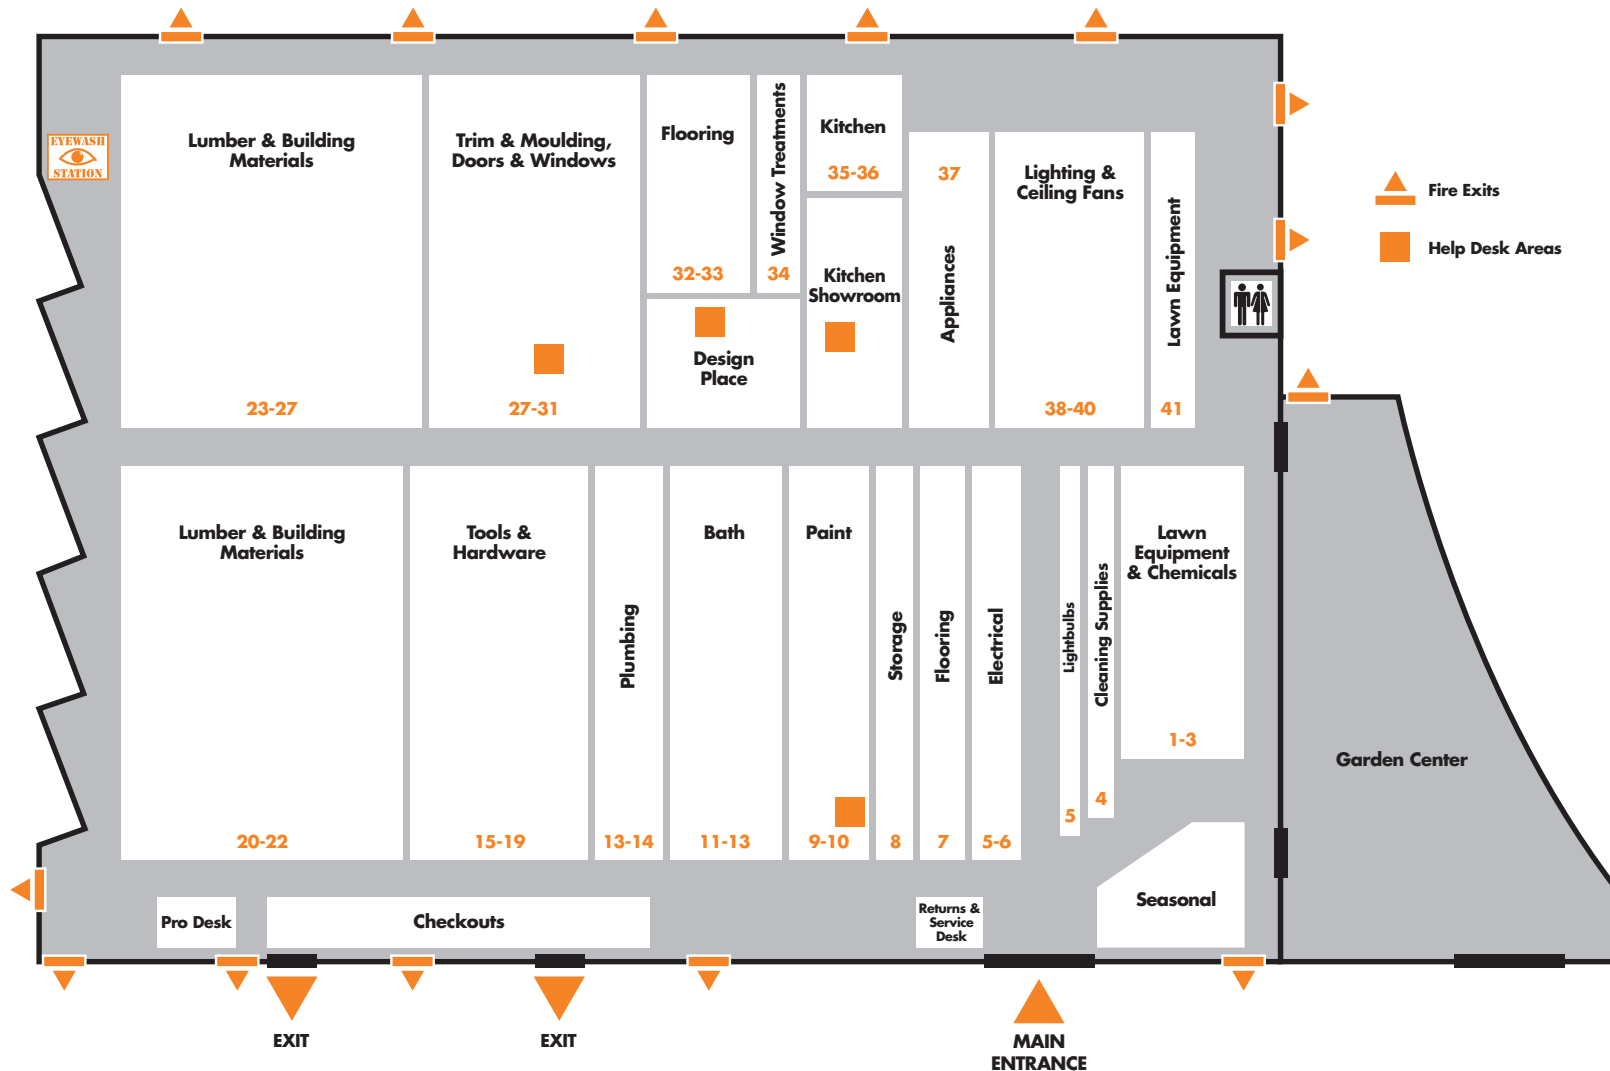 EYEWASH
STATION
Lumber & Building
Materials
23-27
Trim & Moulding,
Doors & Windows
27-31
Flooring
32-33
Window Treatments
34
Design
Place
Kitchen
35-36
Kitchen
Showroom
37
Appliances
Lighting &
Ceiling Fans
38-40
Lawn Equipment
41
Fire Exits
Help Desk Areas
Lumber & Building
Materials
20-22
Tools &
Hardware
15-19
Plumbing
13-14
Bath
11-13
Paint
9-10
Storage
8
Flooring
7
Electrical
5-6
Lightbulbs
5
Cleaning Supplies
4
Lawn
Equipment
& Chemicals
1-3
Garden Center
Pro Desk
Checkouts
Returns &
Service
Desk
Seasonal
EXIT
EXIT
MAIN
ENTRANCE